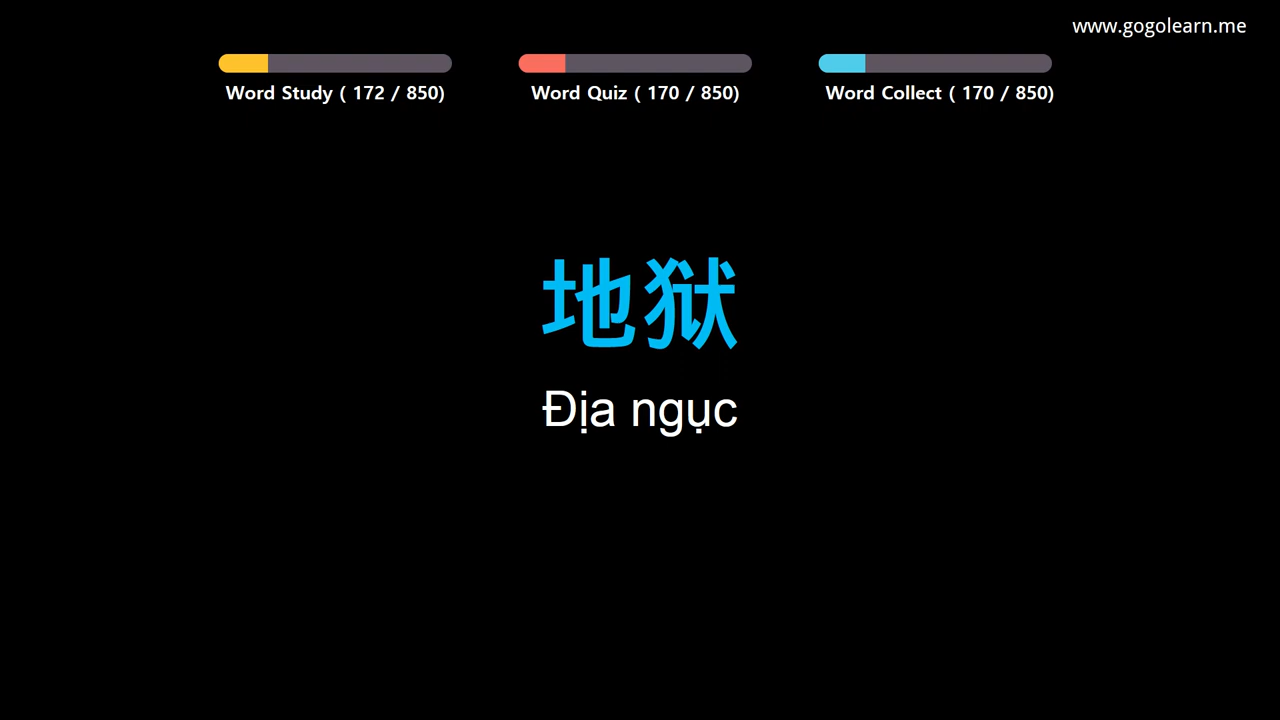 www.gogolearn.me
Word Study ( 172 / 850)
Word Quiz ( 170 / 850)
Word Collect ( 170 / 850)
地狱
Địa ngục